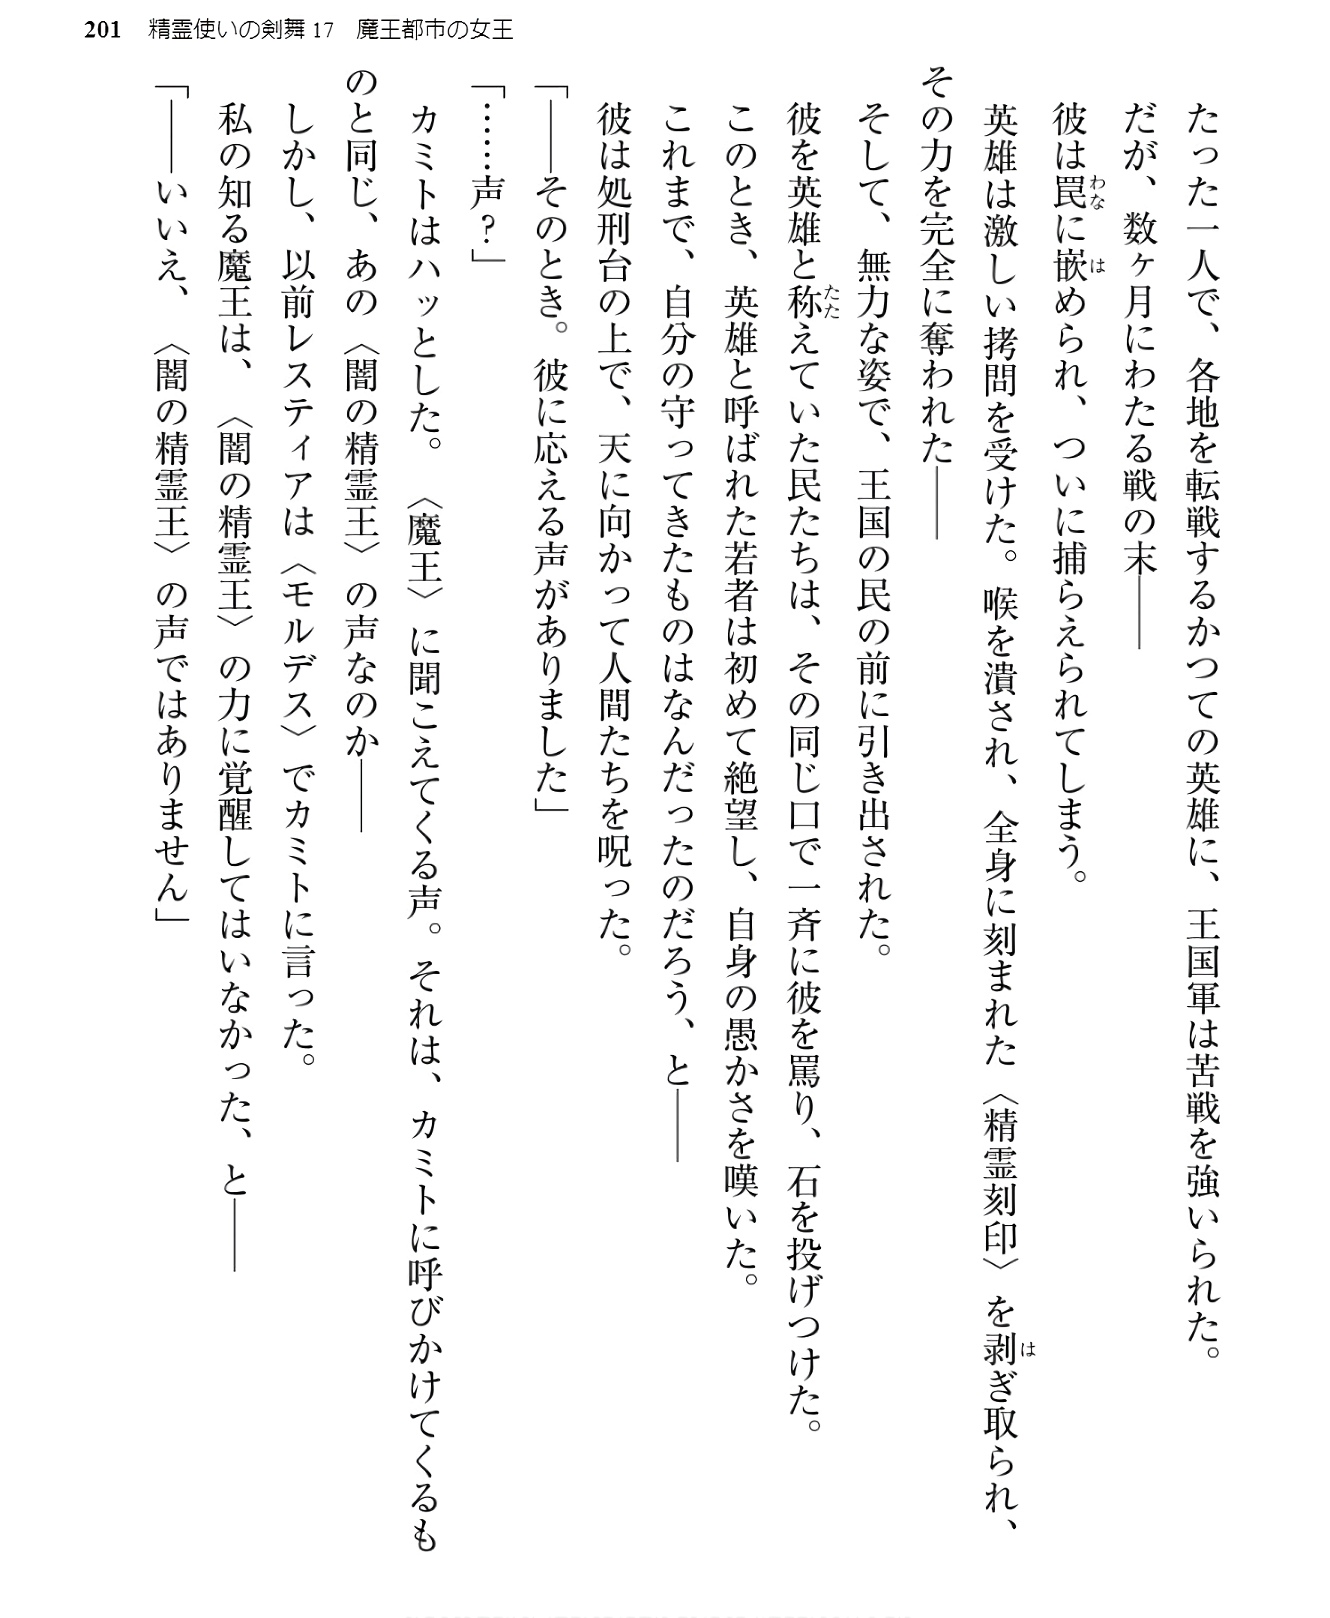 201 精霊使いの剣舞17 魔王都市の女王
たった一人で、各地を転戦するかつての英雄に、王国軍は苦戦を強いられた。
だが、数ヶ月にわたる戦の末――
彼は罠に嵌められ、ついに捕らえられてしまう。
英雄は激しい拷問を受けた。喉を潰され、全身に刻まれた〈精霊刻印〉を剥ぎ取られ、
その力を完全に奪われた――
そして、無力な姿で、王国の民の前に引き出された。
彼を英雄と称えていた民たちは、その同じ口で一斉に彼を罵り、石を投げつけた。
このとき、英雄と呼ばれた若者は初めて絶望し、自身の愚かさを嘆いた。
これまで、自分の守ってきたものはなんだったのだろう、と――
彼は処刑台の上で、天に向かって人間たちを呪った。
「――そのとき。彼に応える声がありました」
「……声?」
カミトはハッとした。〈魔王〉に聞こえてくる声。それは、カミトに呼びかけてくるも
のと同じ、あの〈闇の精霊王〉の声なのか――
しかし、以前レスティアは〈モルデス〉でカミトに言った。
私の知る魔王は、〈闇の精霊王〉の力に覚醒してはいなかった、と――
「――いいえ、〈闇の精霊王〉の声ではありません」